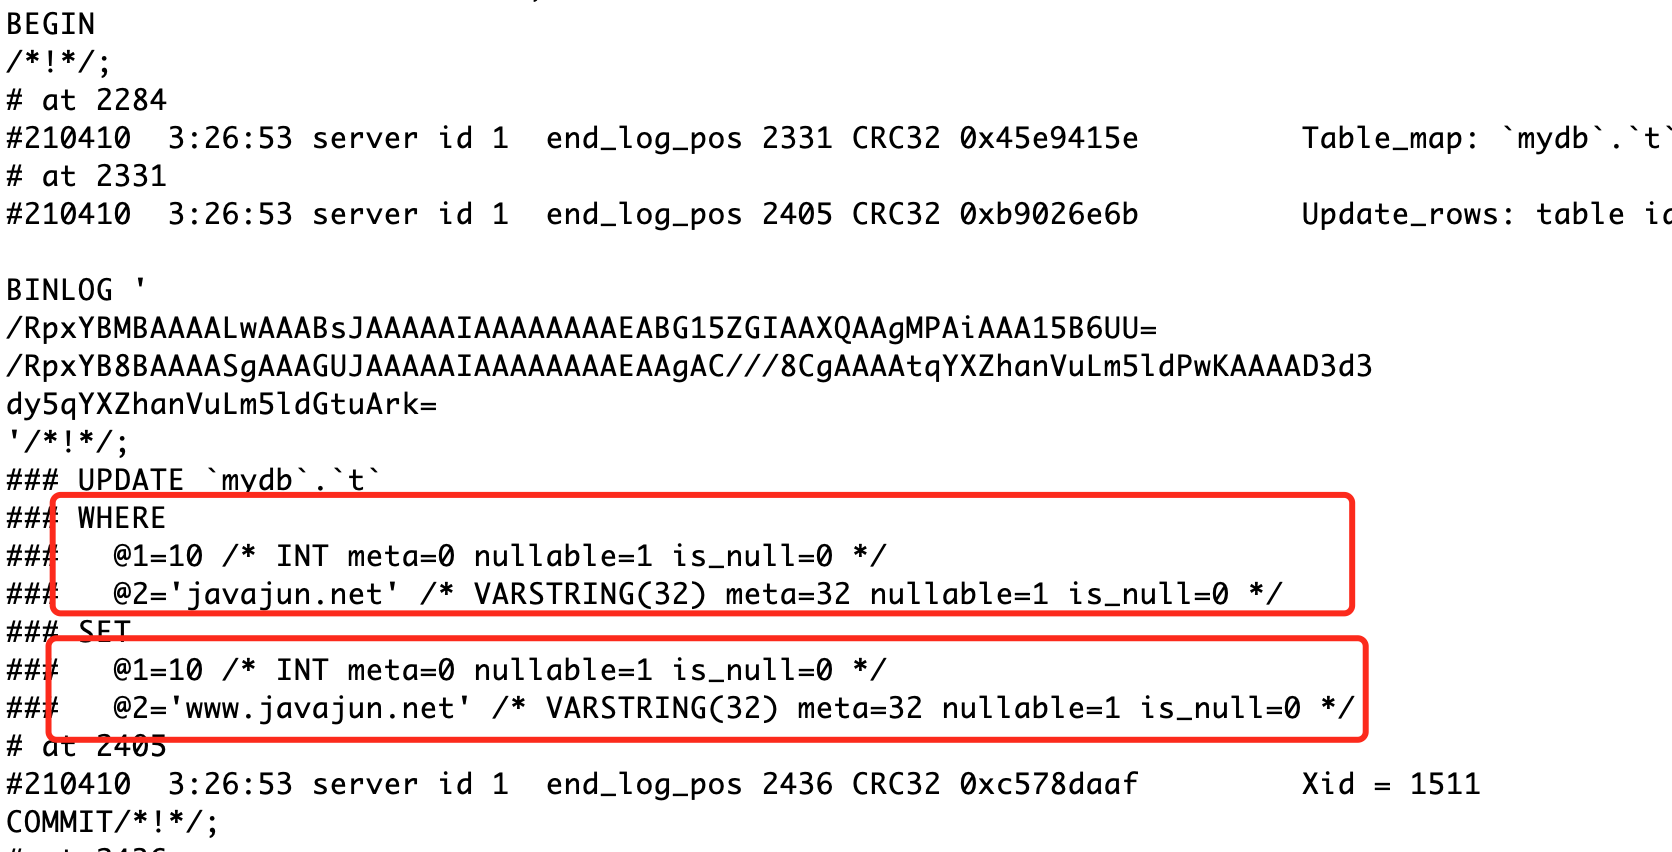 BEGIN
/*!*/;
# at 2284
#210410  3:26:53 server id 1  end_log_pos 2331 CRC32 0x45e9415e         Table_map: `mydb`.`t`
# at 2331
#210410  3:26:53 server id 1  end_log_pos 2405 CRC32 0xb9026e6b         Update_rows: table id
BINLOG '
/RpxYBMBAAAALwAAABsJAAAAAIAAAAAAAAEABG15ZGIAAXQAAgMPAiAAA15B6UU=
/RpxYB8BAAAASgAAAGUJAAAAAIAAAAAAAAEAAgAC///8CgAAAAtqYXZhanVuLm5ldPwKAAAAD3d3
dy5qYXZhanVuLm5ldGtuArk=
'/*!*/;
### UPDATE `mydb`.`t`
### WHERE
###   @1=10 /* INT meta=0 nullable=1 is_null=0 */
###   @2='javajun.net' /* VARSTRING(32) meta=32 nullable=1 is_null=0 */
### SET
###   @1=10 /* INT meta=0 nullable=1 is_null=0 */
###   @2='www.javajun.net' /* VARSTRING(32) meta=32 nullable=1 is_null=0 */
# at 2405
#210410  3:26:53 server id 1  end_log_pos 2436 CRC32 0xc578daaf         Xid = 1511
COMMIT/*!*/;